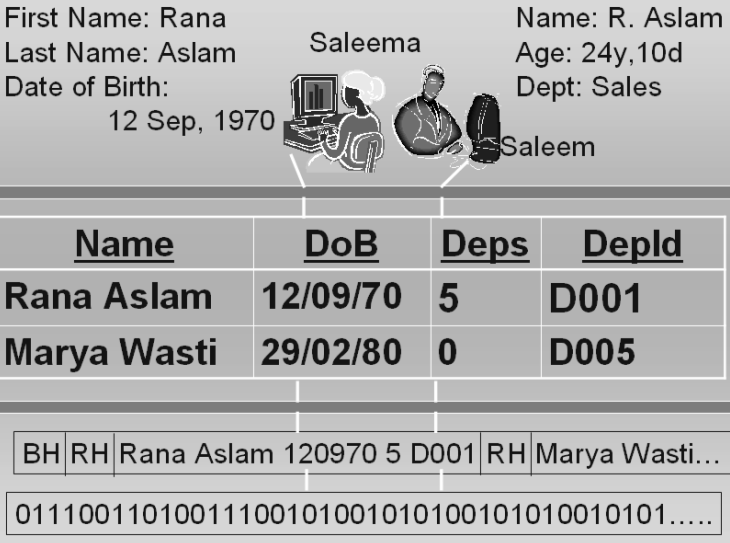 First Name: Rana
Last Name: Aslam
Date of Birth:
12 Sep, 1970
Saleema
Name: R. Aslam
Age: 24y,10d
Dept: Sales
Saleem
Name DoB Deps DepId
Rana Aslam 12/09/70 5 D001
Marya Wasti 29/02/80 0 D005
BH RH Rana Aslam 120970 5 D001 RH Marya Wasti...
01110011010011100101001010100101010010101.....